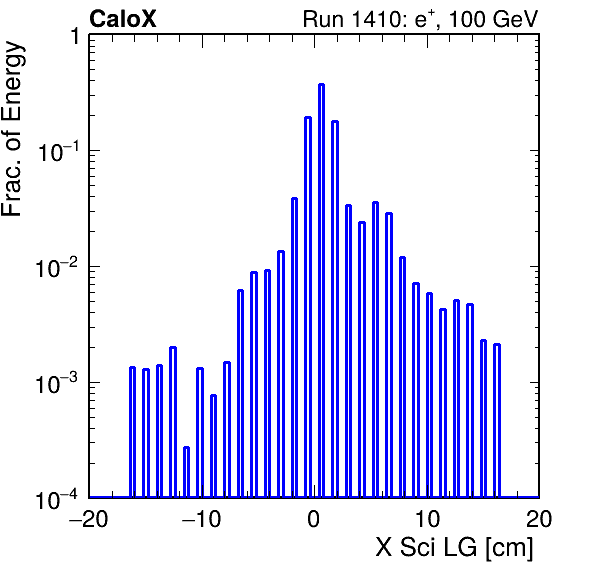 CaloX Run 1410: e⁺, 100 GeV
Frac. of Energy
1
10⁻¹
10⁻²
10⁻³
10⁻⁴
−20 −10 0 10 20
X Sci LG [cm]